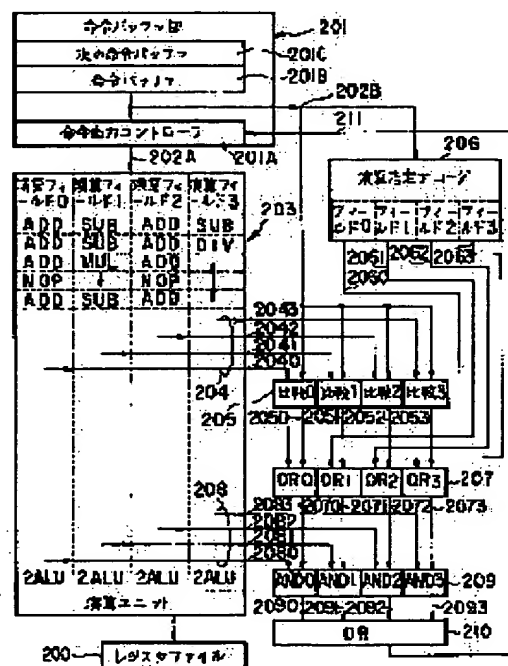 命令バッファ部
201
次の命令バッファ
201C
命令バッファ
201B
202B
命令出力コントローラ
211
201A
202A
206
演算フィールド0 演算フィールド1 演算フィールド2 演算フィールド3
ADD SUB ADD SUB
203
ADD SUB ADD DIV
ADD MUL ADD
NOP NOP
ADD SUB ADD
フィールド0 フィールド1 フィールド2 フィールド3
2061 2062 2063
2060
2043
2042
2041
2040
204
205
比較0 比較1 比較2 比較3
2050 2051 2052 2053
OR0 OR1 OR2 OR3
207
208
2083 2070 2071 2072 2073
2082
2081
2080
2ALU 2ALU 2ALU 2ALU
AND0 AND1 AND2 AND3
209
演算ユニット
2090 2091 2092 2093
OR
210
200
レジスタファイル